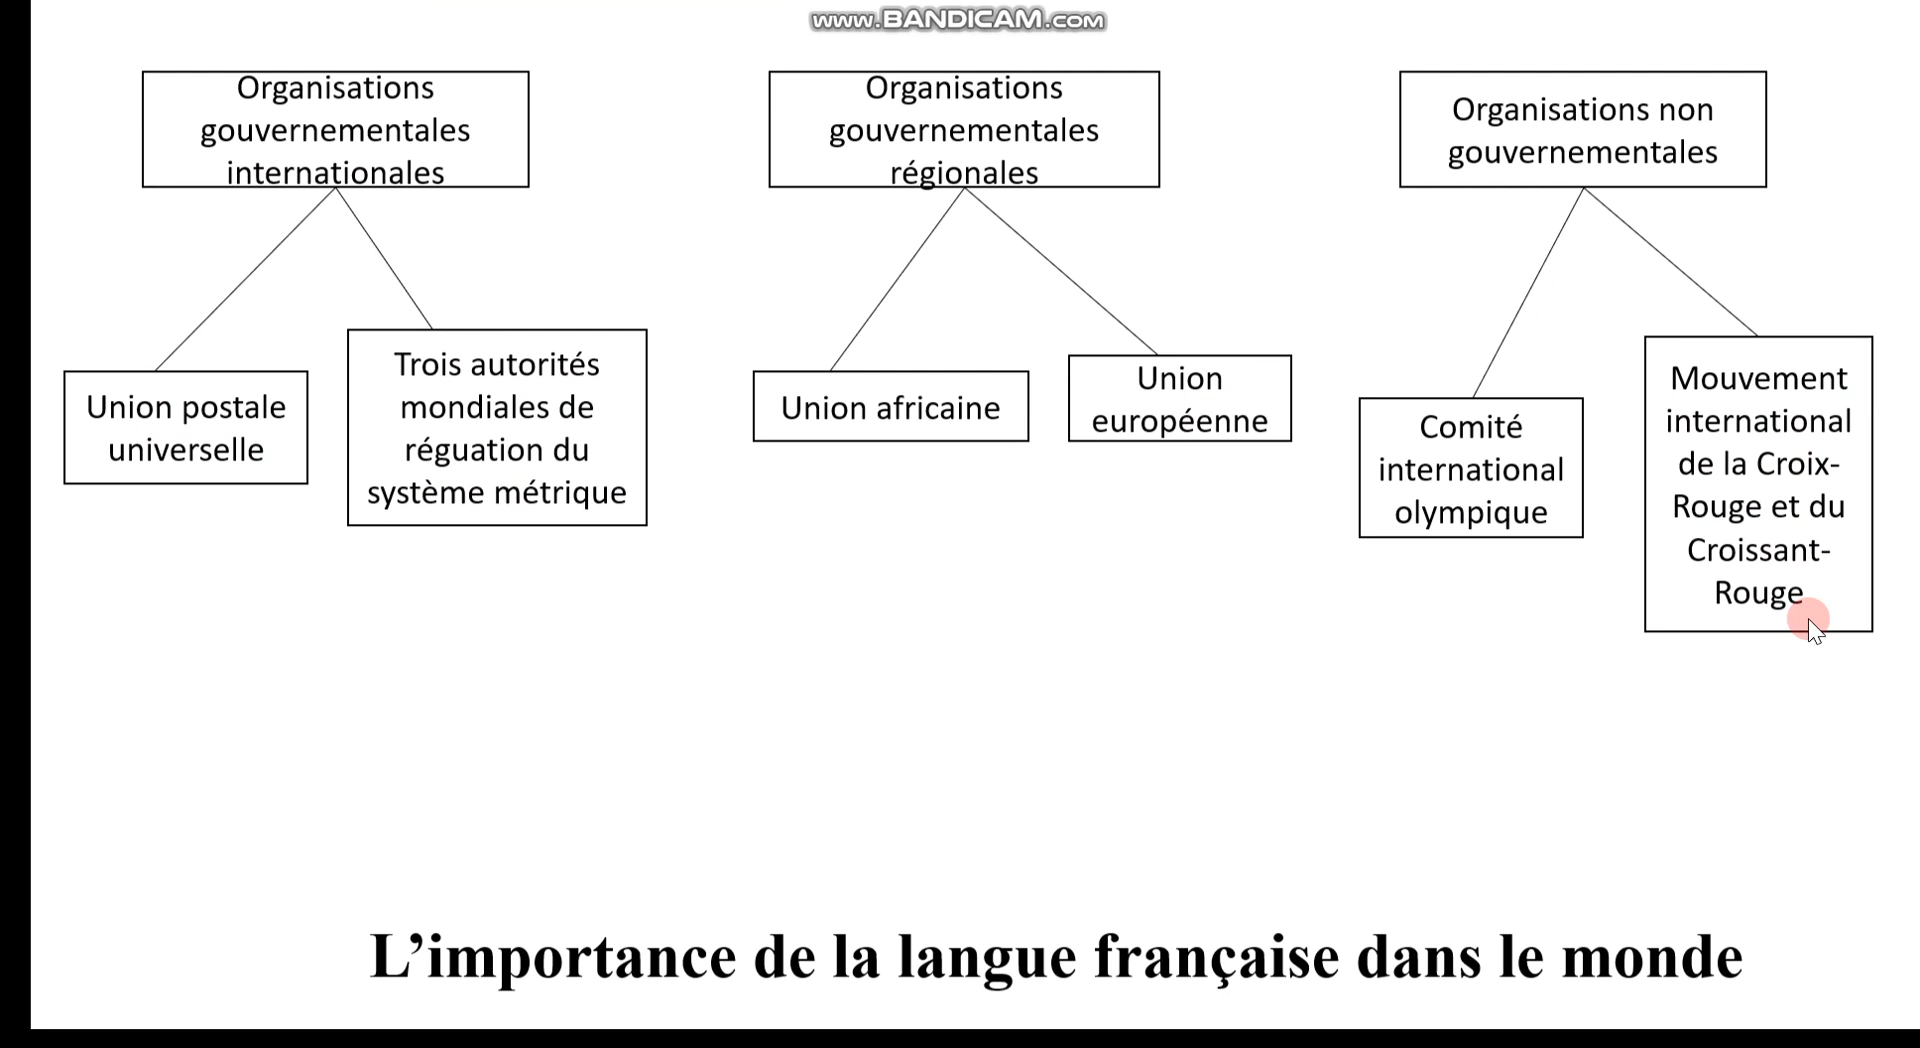 www.BANDICAM.com
Organisations
gouvernementales
internationales
Organisations
gouvernementales
régionales
Organisations non
gouvernementales
Union postale
universelle
Trois autorités
mondiales de
réguation du
système métrique
Union africaine
Union
européenne
Comité
international
olympique
Mouvement
international
de la Croix-
Rouge et du
Croissant-
Rouge
L’importance de la langue française dans le monde